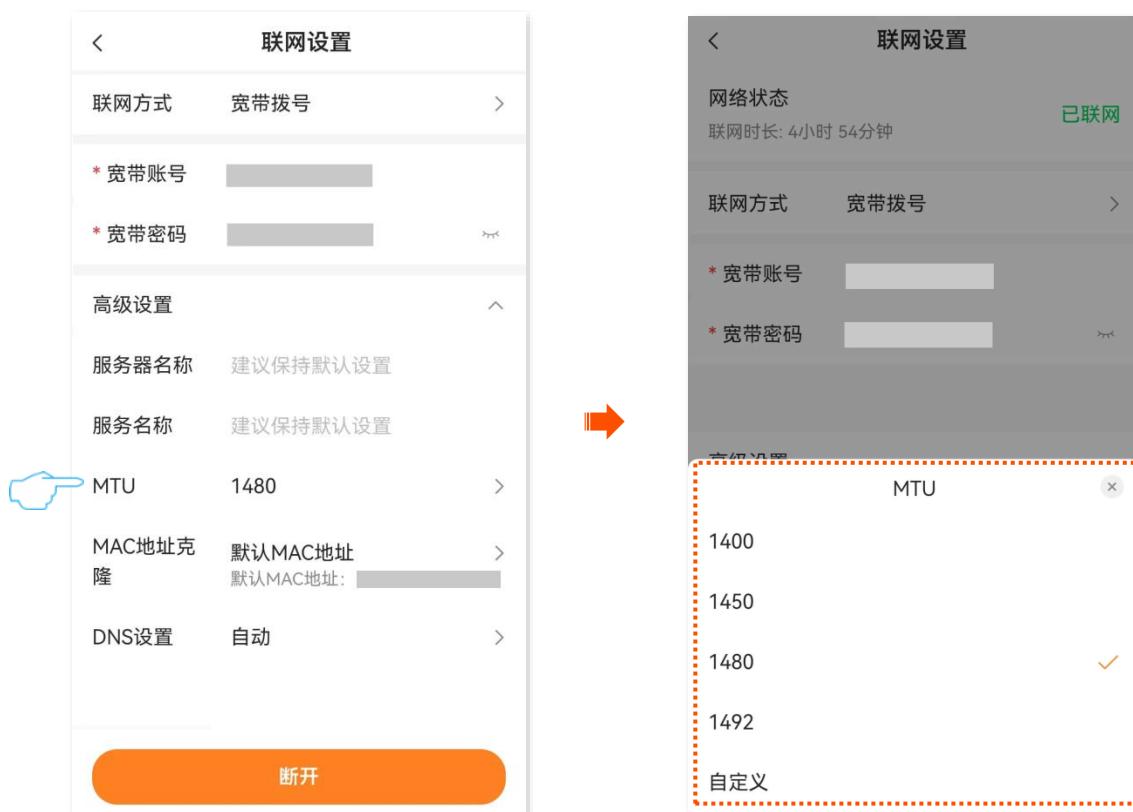 联网设置
联网方式 宽带拨号
* 宽带账号
* 宽带密码
高级设置
服务器名称 建议保持默认设置
服务名称 建议保持默认设置
MTU 1480
MAC地址克隆 默认MAC地址
默认MAC地址:
DNS设置 自动
断开
联网设置
网络状态
已联网
联网时长: 4小时 54分钟
联网方式 宽带拨号
* 宽带账号
* 宽带密码
高级设置
MTU
1400
1450
1480
1492
自定义